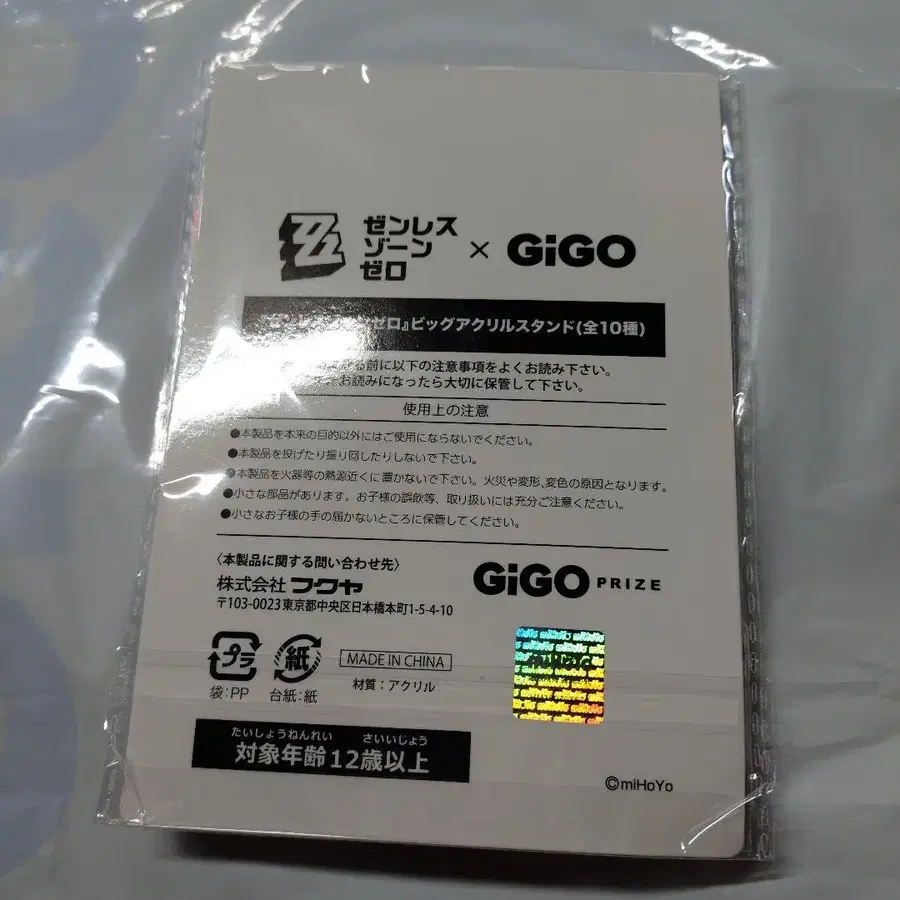 ゼンレス
ゾーン
ゼロ
×
GiGO
ゼロ』ビッグアクリルスタンド(全10種)
前に以下の注意事項をよくお読み下さい。
お読みになったら大切に保管して下さい。
使用上の注意
●本製品を本来の目的以外にはご使用にならないでください。
●本製品を投げたり振り回したりしないで下さい。
●本製品を火器等の熱源近くに置かないで下さい。火災や変形、変色の原因となります。
●小さな部品があります。お子様の誤飲等、取り扱いには充分ご注意ください。
●小さなお子様の手の届かないところに保管してください。
〈本製品に関する問い合わせ先〉
株式会社 フクヤ
〒103-0023東京都中央区日本橋本町1-5-4-10
GiGO PRIZE
プラ
袋:PP
紙
台紙:紙
MADE IN CHINA
材質:アクリル
miHoYo
たいしょうねんれい さいいじょう
対象年齢12歳以上
©miHoYo